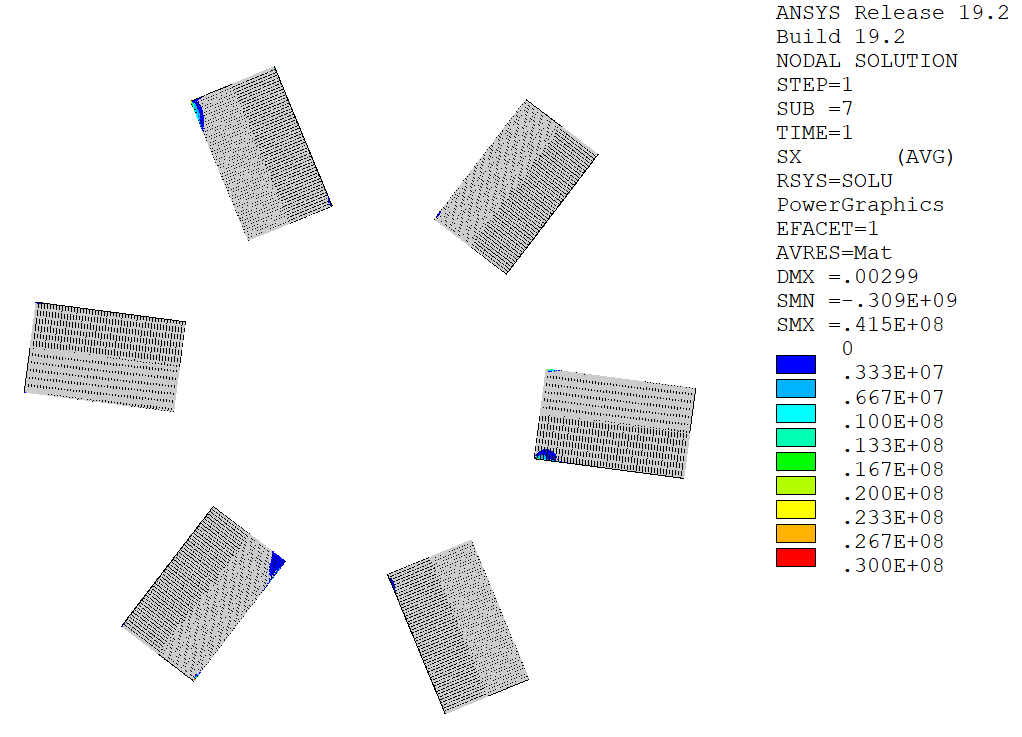 ANSYS Release 19.2
Build 19.2
NODAL SOLUTION
STEP=1
SUB =7
TIME=1
SX       (AVG)
RSYS=SOLU
PowerGraphics
EFACET=1
AVRES=Mat
DMX =.00299
SMN =-.309E+09
SMX =.415E+08
0
.333E+07
.667E+07
.100E+08
.133E+08
.167E+08
.200E+08
.233E+08
.267E+08
.300E+08